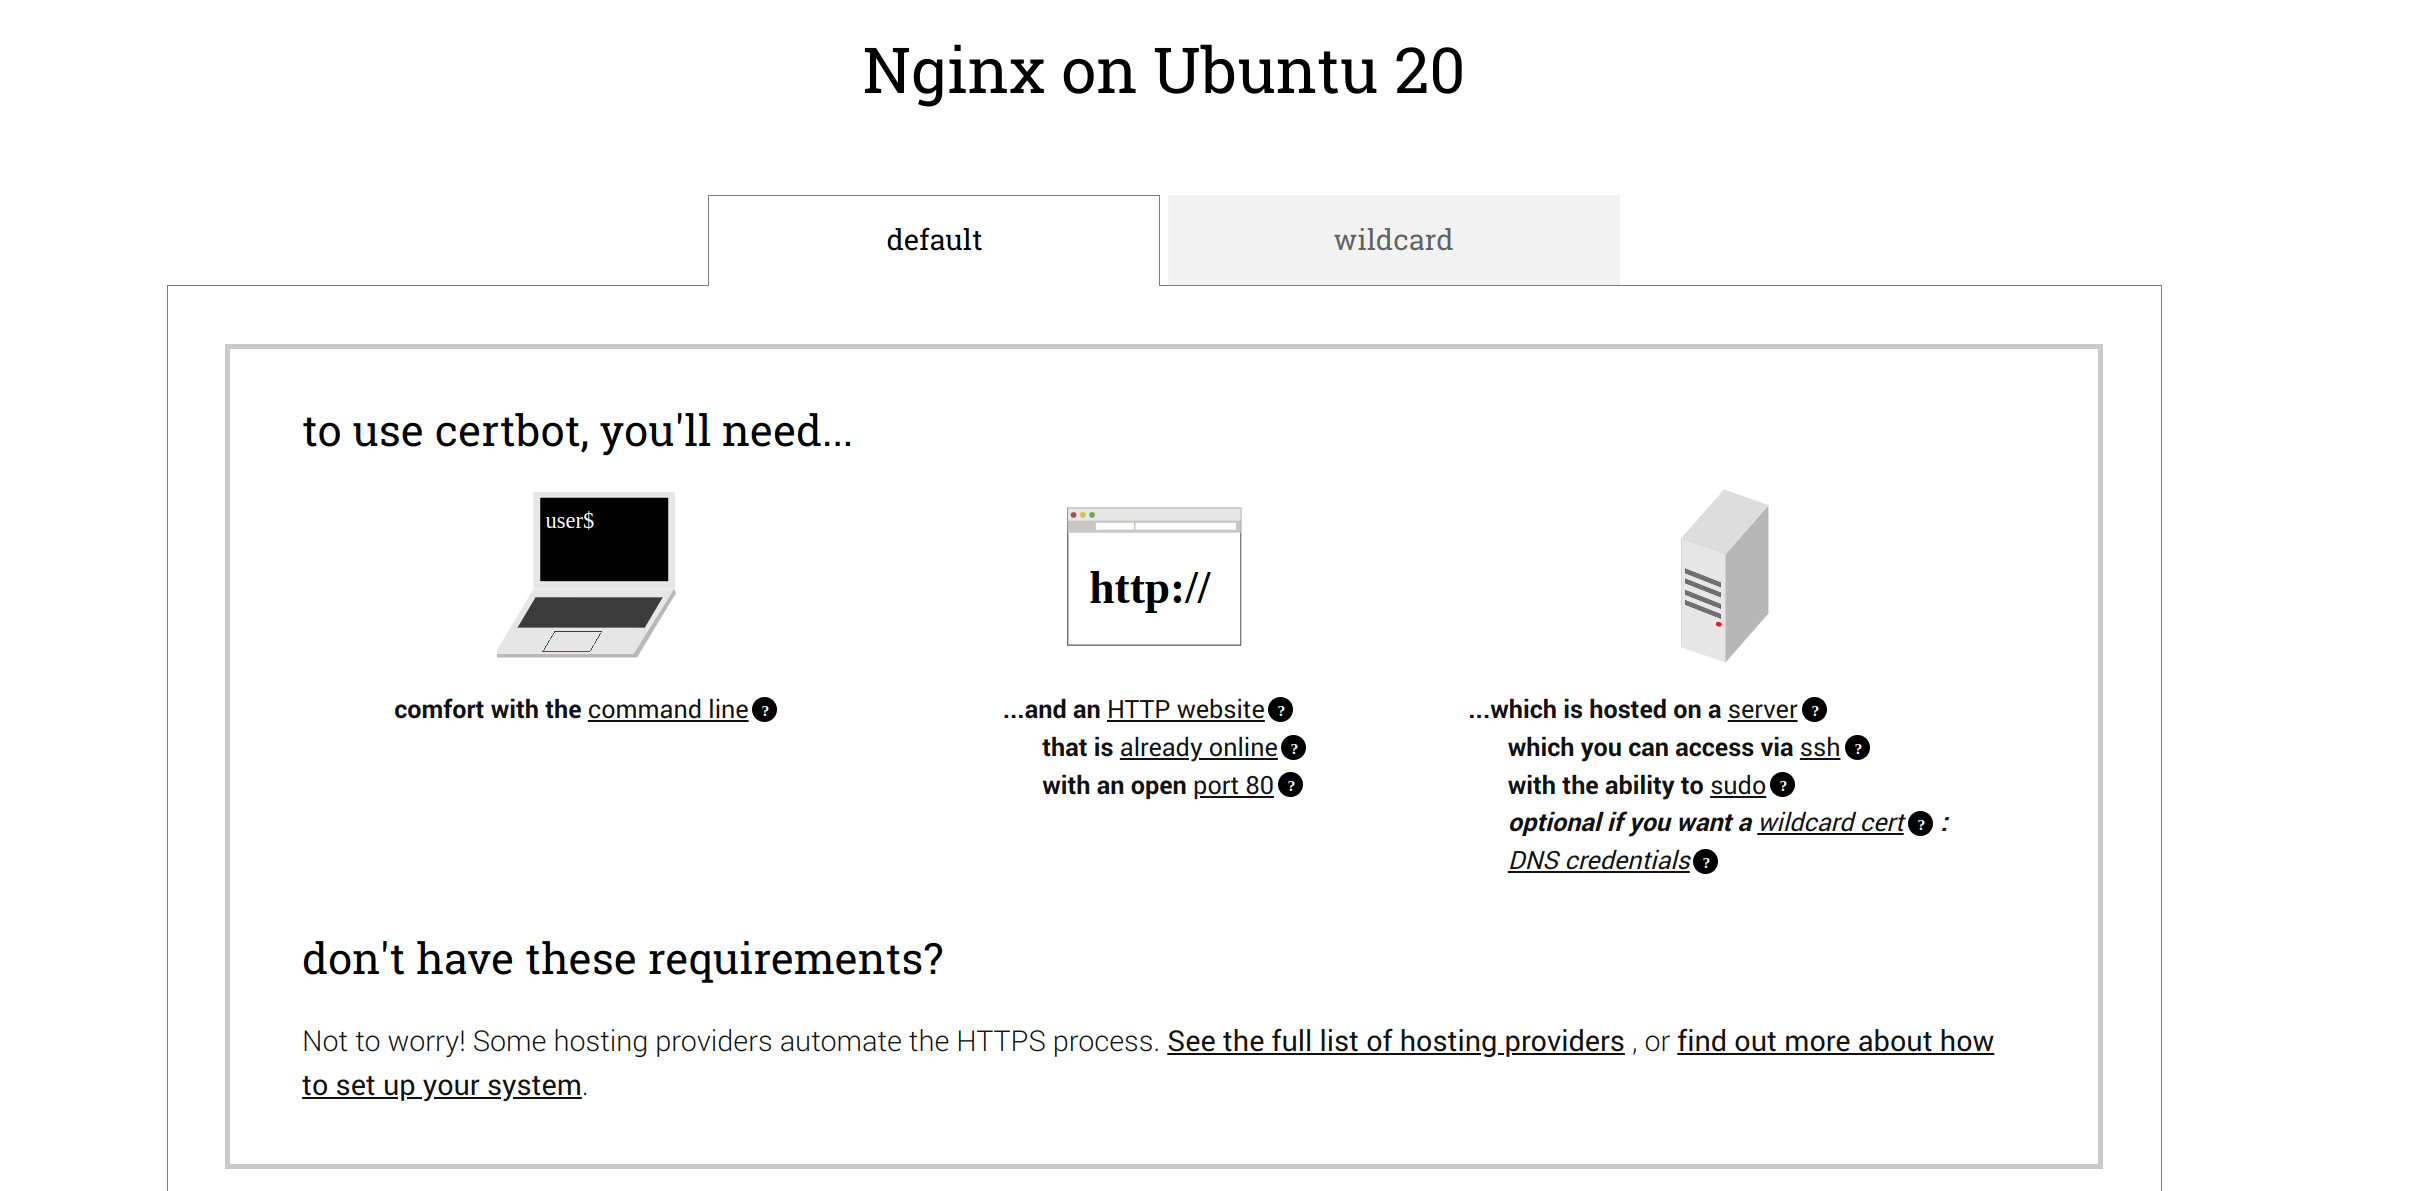 Nginx on Ubuntu 20
default
wildcard
to use certbot, you'll need...
user$
http://
comfort with the command line ?
...and an HTTP website ?
that is already online ?
with an open port 80 ?
...which is hosted on a server ?
which you can access via ssh ?
with the ability to sudo ?
optional if you want a wildcard cert ? :
DNS credentials ?
don't have these requirements?
Not to worry! Some hosting providers automate the HTTPS process. See the full list of hosting providers , or find out more about how
to set up your system.